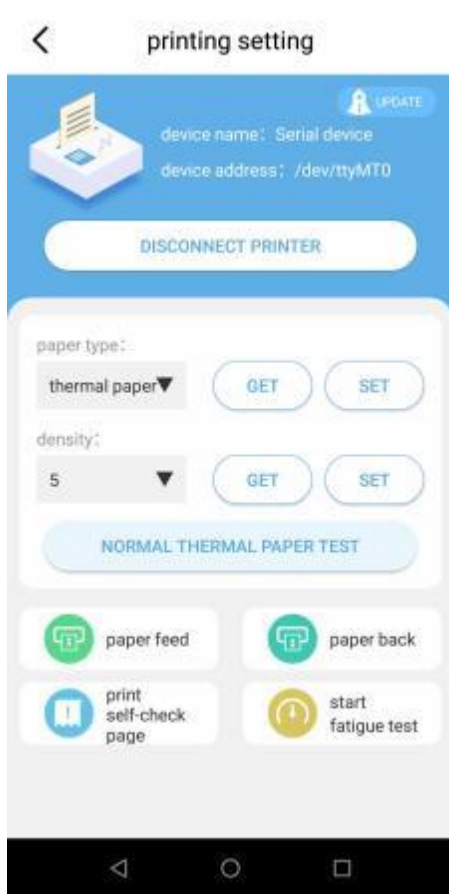 printing setting
UPDATE
device name: Serial device
device address: /dev/ttyMT0
DISCONNECT PRINTER
paper type:
thermal paper GET SET
density:
5 GET SET
NORMAL THERMAL PAPER TEST
paper feed
paper back
print
self-check
page
start
fatigue test